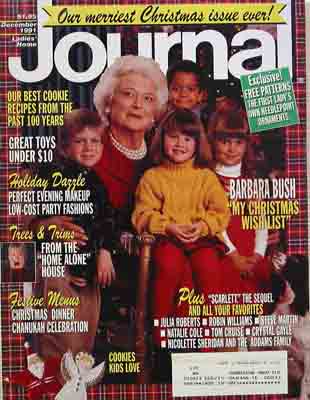 Our merriest Christmas issue ever!
$1.95
December
1991
Ladies'
Home
Journal
Exclusive!
FREE PATTERNS
THE FIRST LADY'S
OWN NEEDLEPOINT
ORNAMENTS
OUR BEST COOKIE
RECIPES FROM THE
PAST 100 YEARS
GREAT TOYS
UNDER $10
Holiday Dazzle
PERFECT EVENING MAKEUP
LOW-COST PARTY FASHIONS
Trees & Trims
FROM THE
"HOME ALONE"
HOUSE
Festive Menus
CHRISTMAS DINNER
CHANUKAH CELEBRATION
COOKIES
KIDS LOVE
BARBARA BUSH
"MY CHRISTMAS
WISH LIST"
Plus "SCARLETT," THE SEQUEL
AND ALL YOUR FAVORITES
■ JULIA ROBERTS ■ ROBIN WILLIAMS ■ STEVE MARTIN
■ NATALIE COLE ■ TOM CRUISE ■ CRYSTAL GAYLE
■ NICOLETTE SHERIDAN AND THE ADDAMS FAMILY